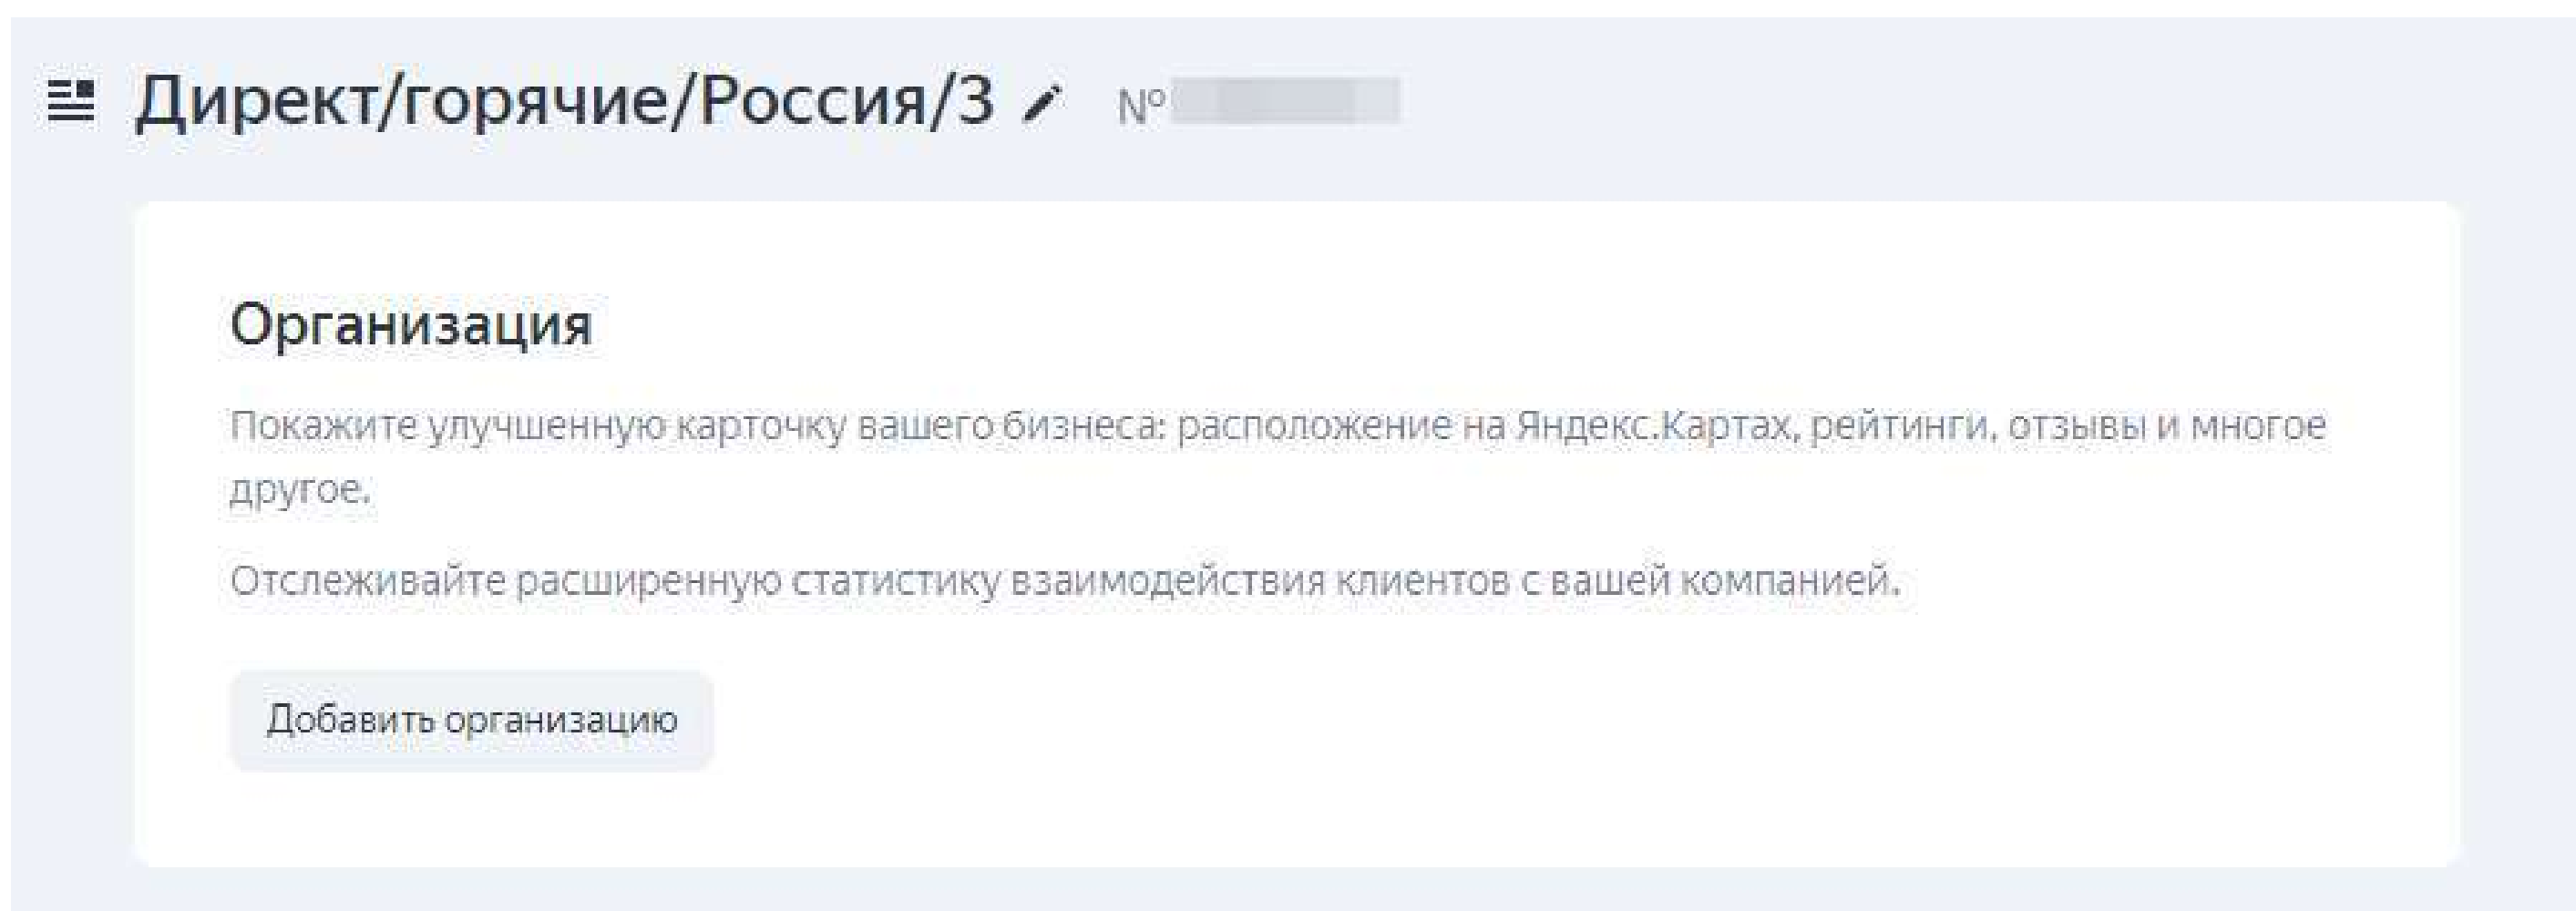 Директ/горячие/Россия/3 №
Организация
Покажите улучшенную карточку вашего бизнеса: расположение на Яндекс.Картах, рейтинги, отзывы и многое
другое.
Отслеживайте расширенную статистику взаимодействия клиентов с вашей компанией.
Добавить организацию